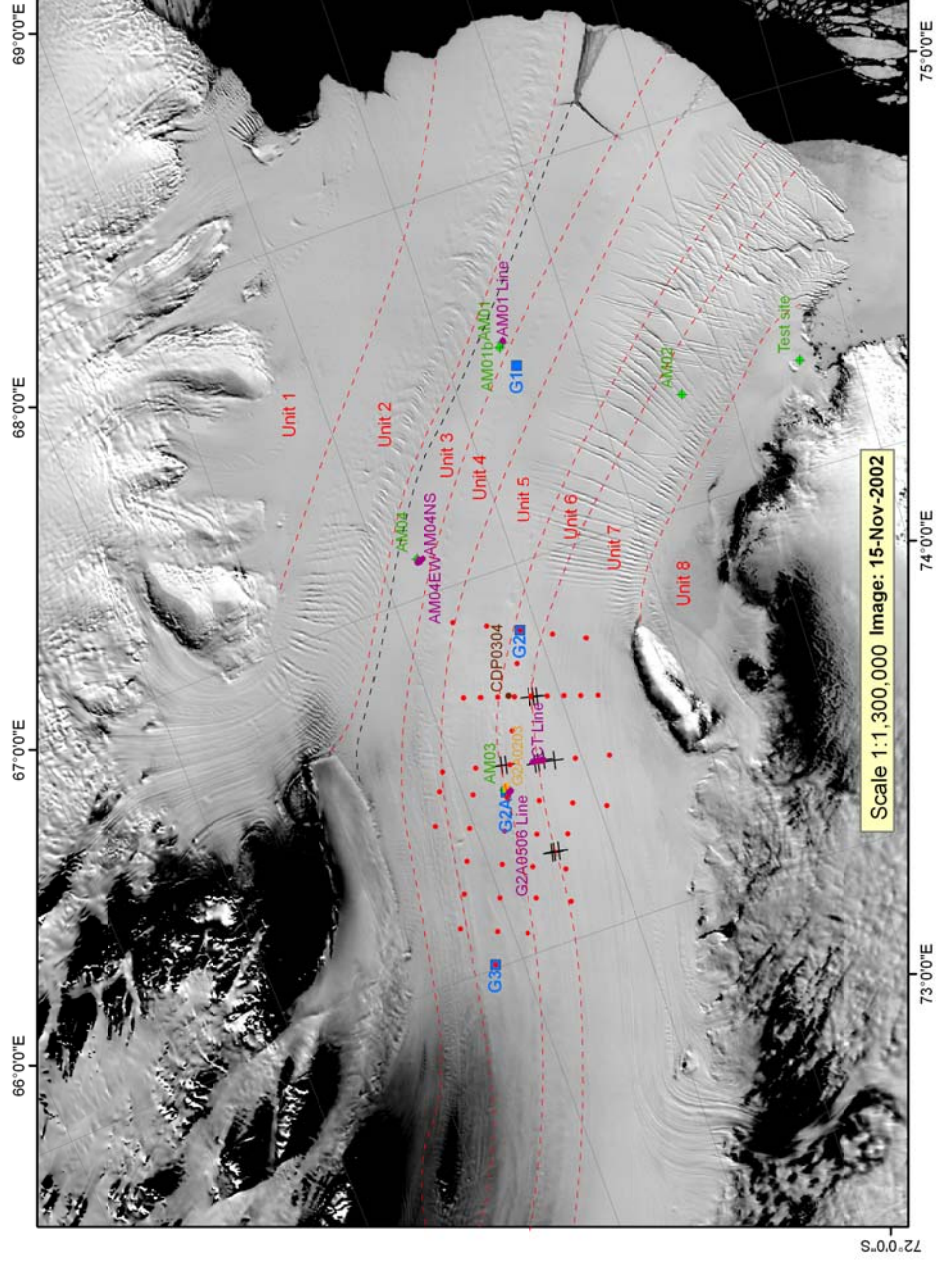 69°0'0"E
68°0'0"E
67°0'0"E
66°0'0"E
Unit 1
Unit 2
Unit 3
Unit 4
Unit 5
Unit 6
Unit 7
Unit 8
AM01b
AM01
AM01 Line
G1
AM02
Test site
AM04
AM04EW
AM04NS
CDP0304
G2
AM03
G2A0203
CT Line
G2A
G2A0506 Line
G3
Scale 1:1,300,000 Image: 15-Nov-2002
75°0'0"E
74°0'0"E
73°0'0"E
72°0'0"S